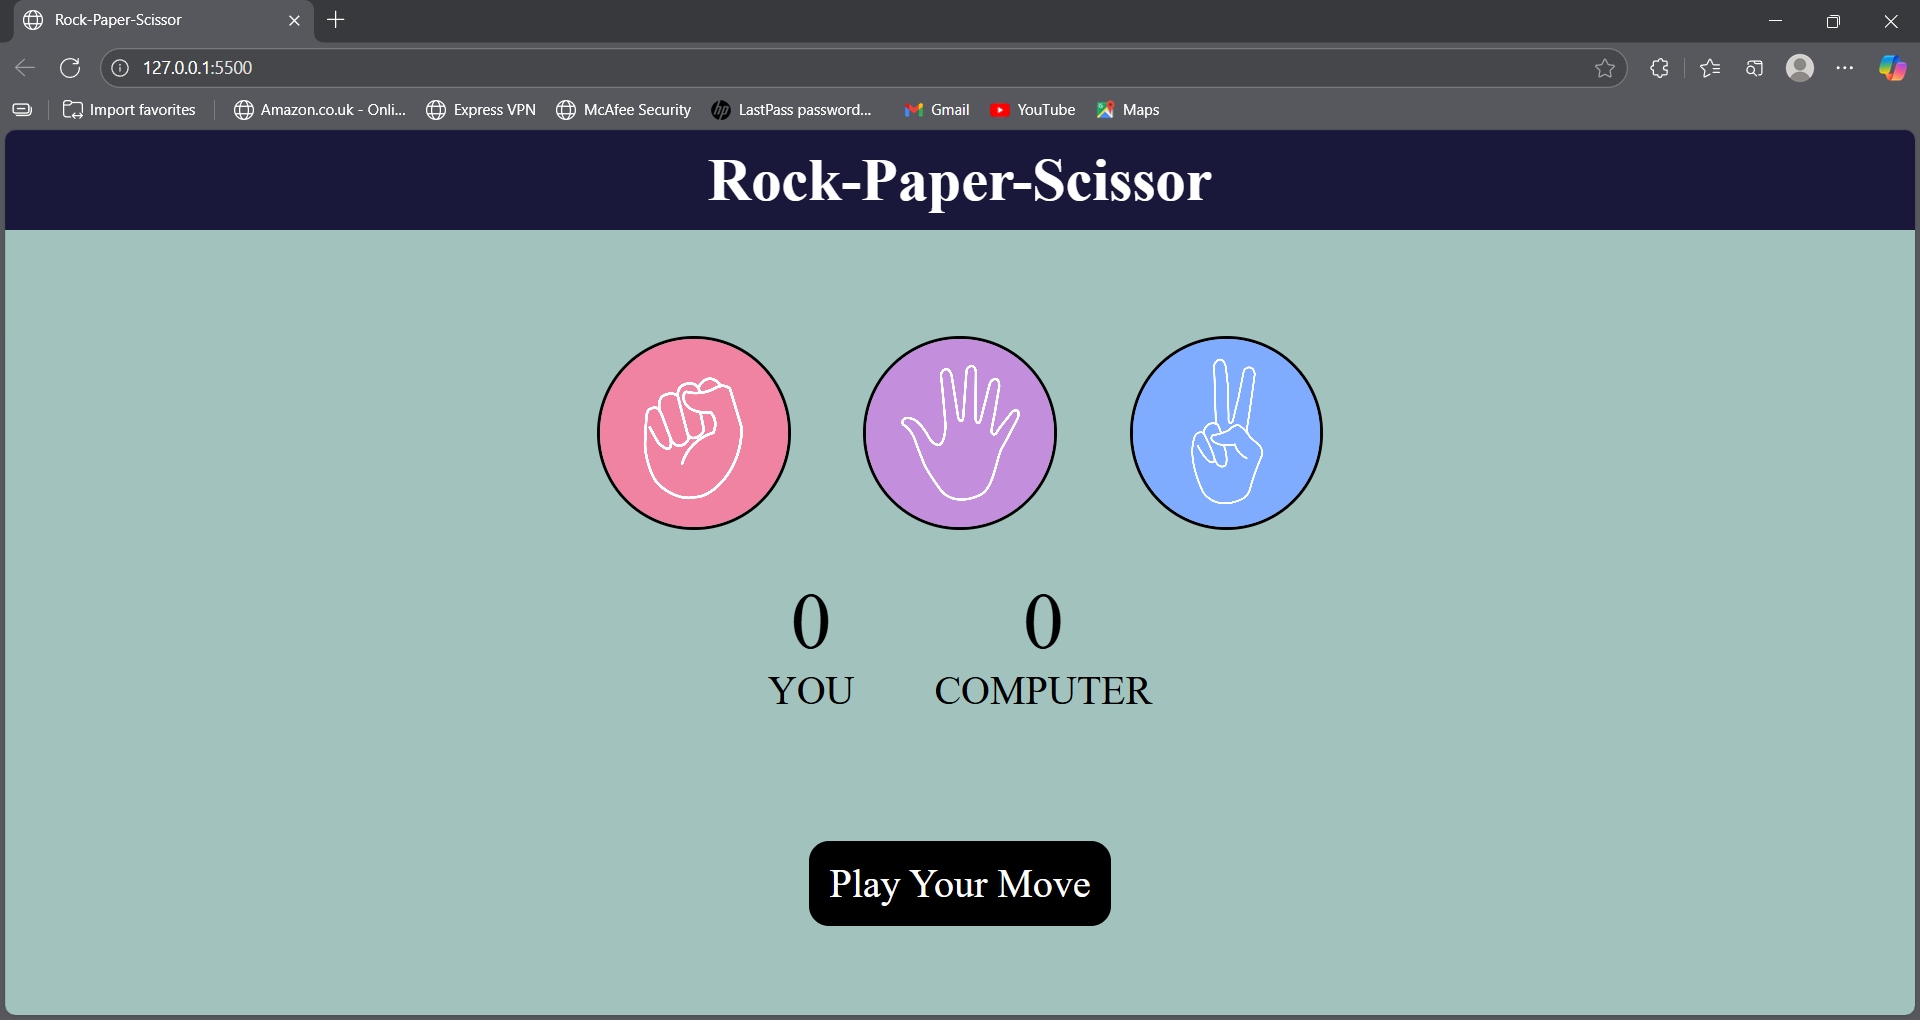 Rock-Paper-Scissor
127.0.0.1:5500
Import favorites Amazon.co.uk - Onli... Express VPN McAfee Security hp LastPass password... Gmail YouTube Maps
Rock-Paper-Scissor
0 0
YOU COMPUTER
Play Your Move